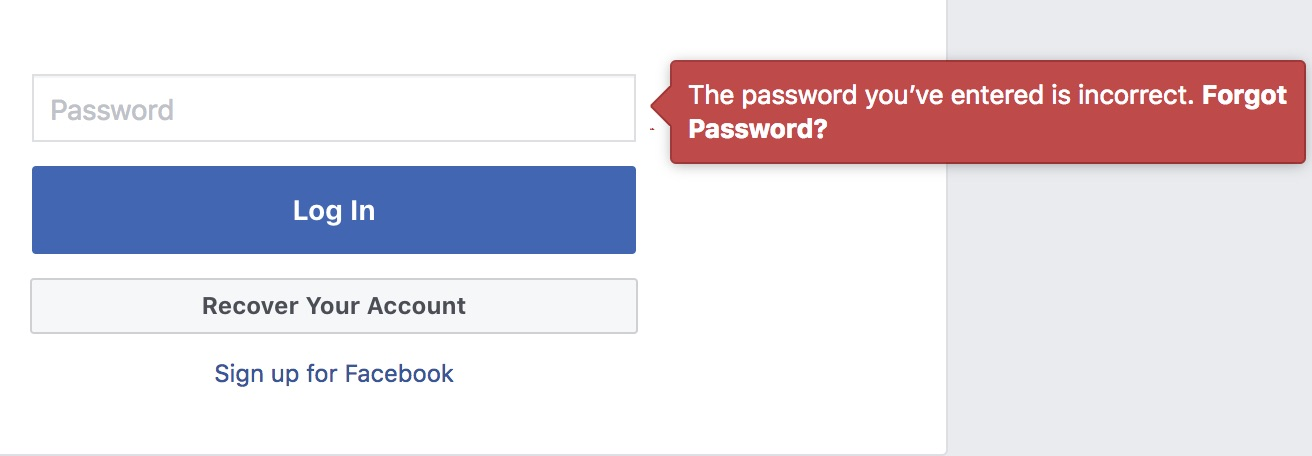 Password
The password you’ve entered is incorrect. Forgot
Password?
Log In
Recover Your Account
Sign up for Facebook